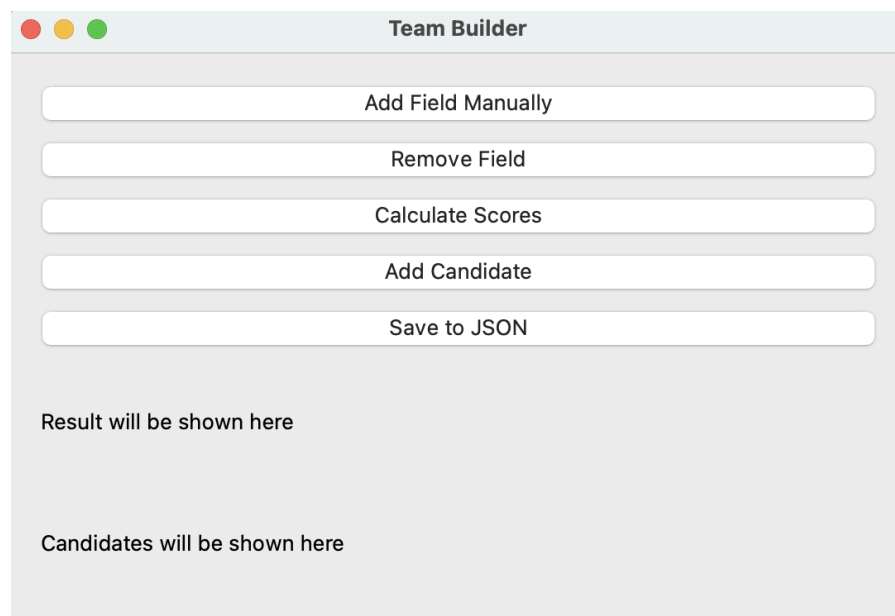 Team Builder
Add Field Manually
Remove Field
Calculate Scores
Add Candidate
Save to JSON
Result will be shown here
Candidates will be shown here